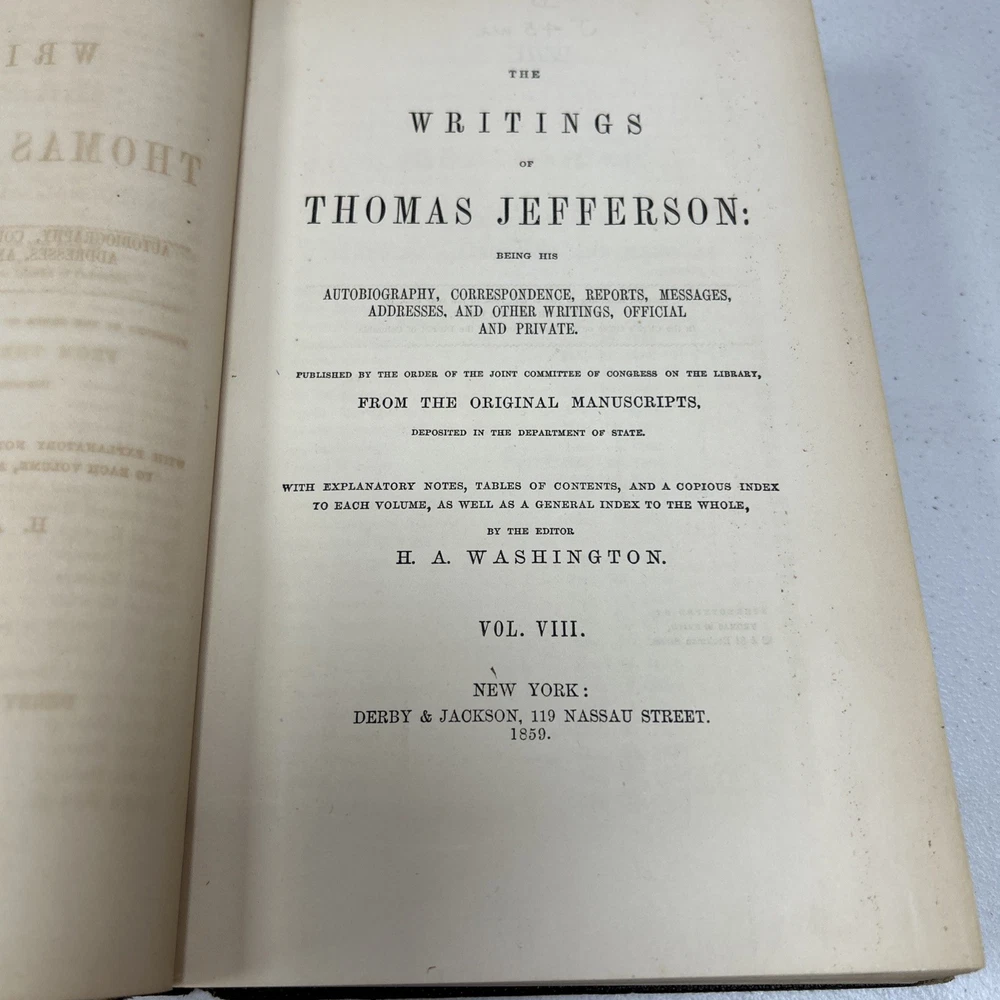 THE
WRITINGS
OF
THOMAS JEFFERSON:
BEING HIS
AUTOBIOGRAPHY, CORRESPONDENCE, REPORTS, MESSAGES,
ADDRESSES, AND OTHER WRITINGS, OFFICIAL
AND PRIVATE.
PUBLISHED BY THE ORDER OF THE JOINT COMMITTEE OF CONGRESS ON THE LIBRARY,
FROM THE ORIGINAL MANUSCRIPTS,
DEPOSITED IN THE DEPARTMENT OF STATE.
WITH EXPLANATORY NOTES, TABLES OF CONTENTS, AND A COPIOUS INDEX
TO EACH VOLUME, AS WELL AS A GENERAL INDEX TO THE WHOLE,
BY THE EDITOR
H. A. WASHINGTON.
VOL. VIII.
NEW YORK:
DERBY & JACKSON, 119 NASSAU STREET.
1859.